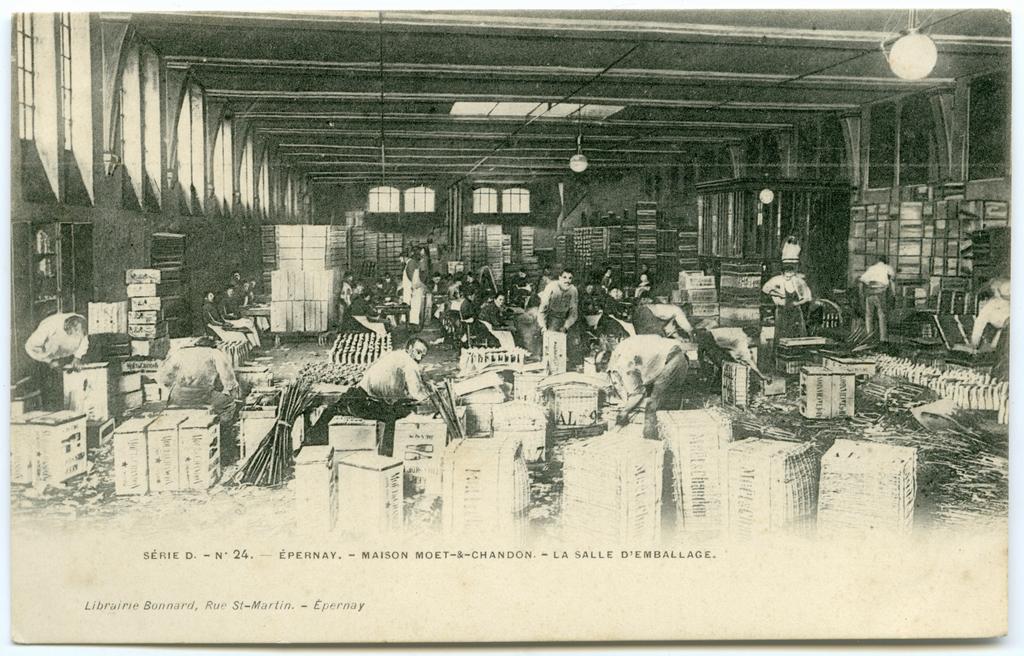 SÉRIE D. - N° 24. - ÉPERNAY. - MAISON MOET-&-CHANDON. - LA SALLE D'EMBALLAGE.
Librairie Bonnard, Rue St-Martin. - Épernay